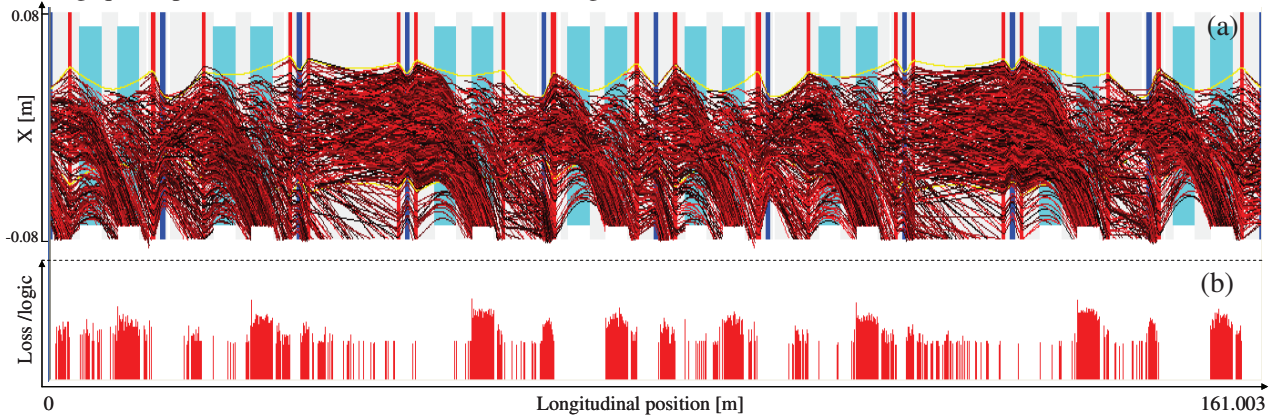 0.08
(a)
X [m]
-0.08
(b)
Loss /logic
0
Longitudinal position [m]
161.003